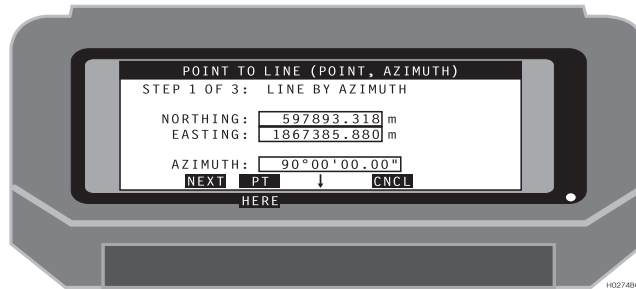 POINT TO LINE (POINT, AZIMUTH)
STEP 1 OF 3: LINE BY AZIMUTH
NORTHING: 597893.318 m
EASTING: 1867385.880 m
AZIMUTH: 90°00'00.00"
NEXT PT ↓ CNCL
HERE